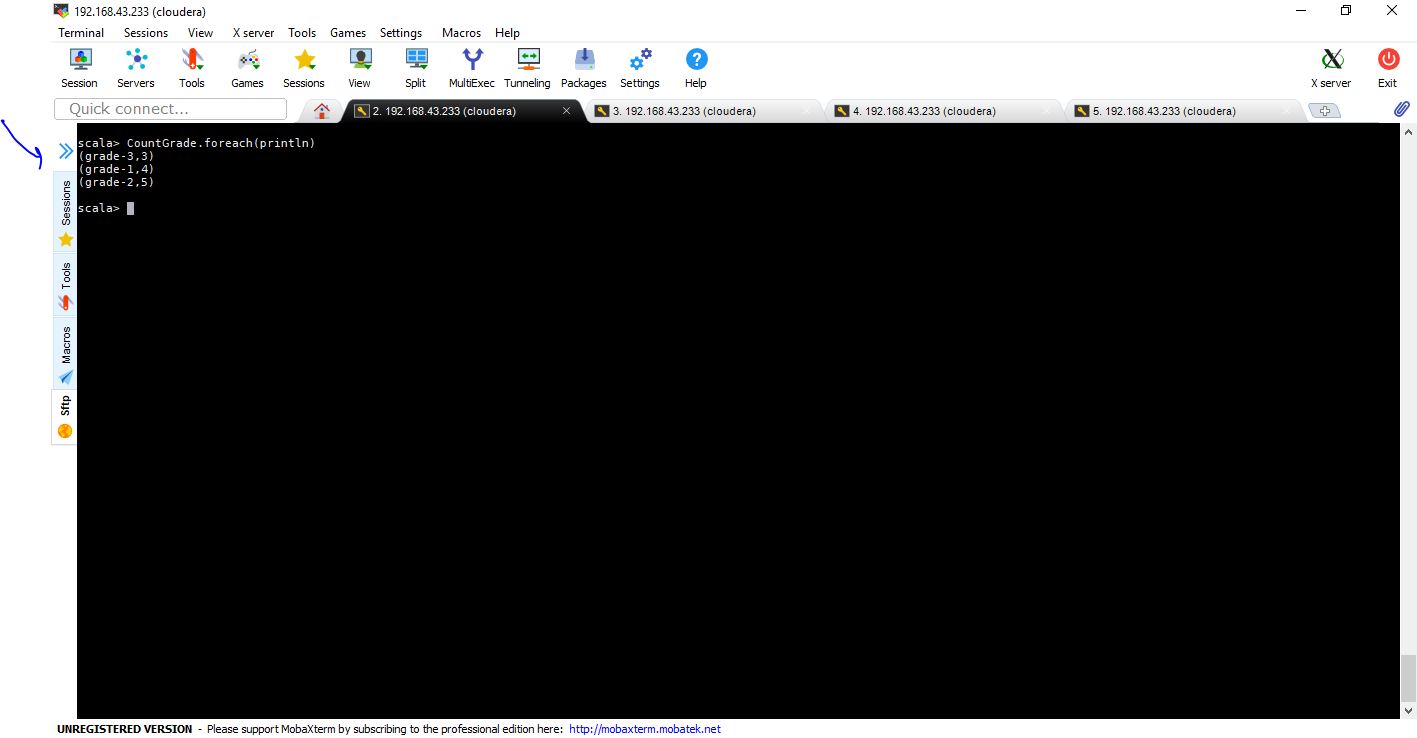 192.168.43.233 (cloudera)
Terminal Sessions View X server Tools Games Settings Macros Help
Session Servers Tools Games Sessions View Split MultiExec Tunneling Packages Settings Help X server Exit
Quick connect... 2. 192.168.43.233 (cloudera) 3. 192.168.43.233 (cloudera) 4. 192.168.43.233 (cloudera) 5. 192.168.43.233 (cloudera)
scala> CountGrade.foreach(println)
(grade-3,3)
(grade-1,4)
(grade-2,5)
scala>
Sessions
Tools
Macros
Sftp
UNREGISTERED VERSION - Please support MobaXterm by subscribing to the professional edition here: http://mobaxterm.mobatek.net